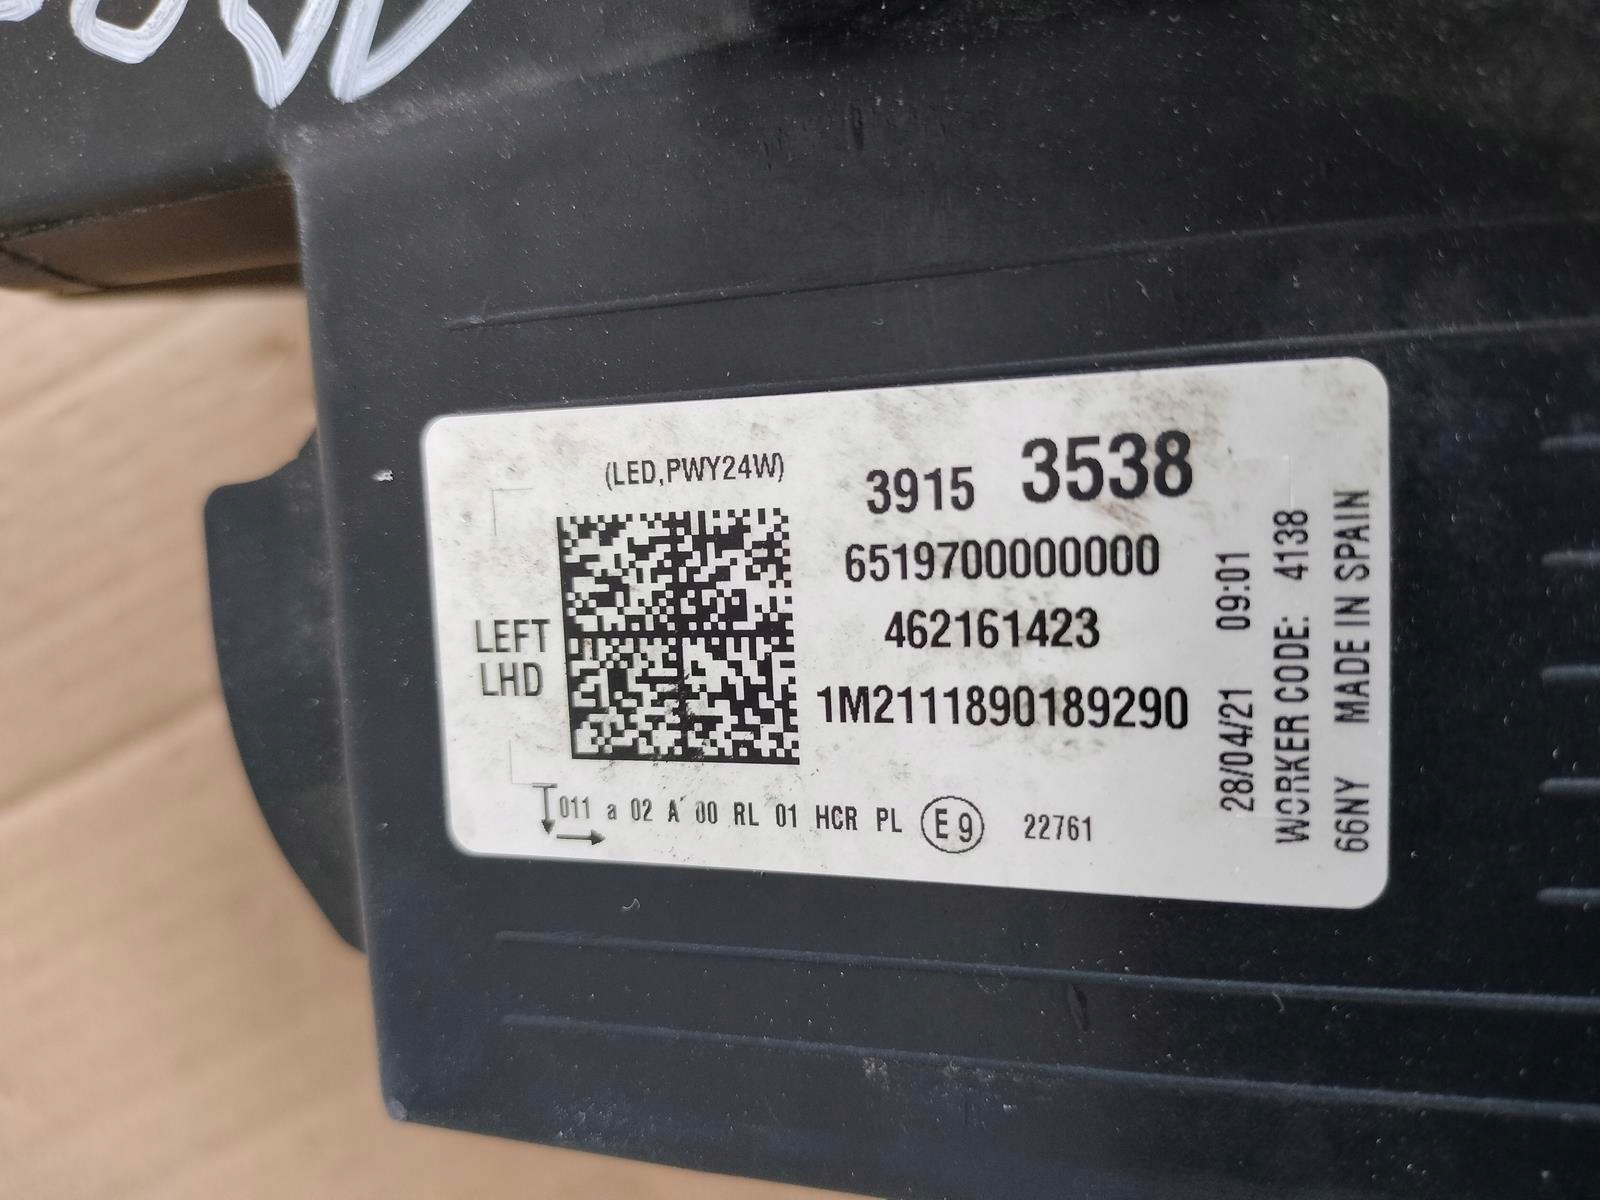 (LED,PWY24W)
3915 3538
6519700000000
462161423
LEFT
LHD
1M2111890189290
011 a 02 A 00 RL 01 HCR PL E9 22761
28/04/21 09:01
WORKER CODE: 4138
66NY MADE IN SPAIN